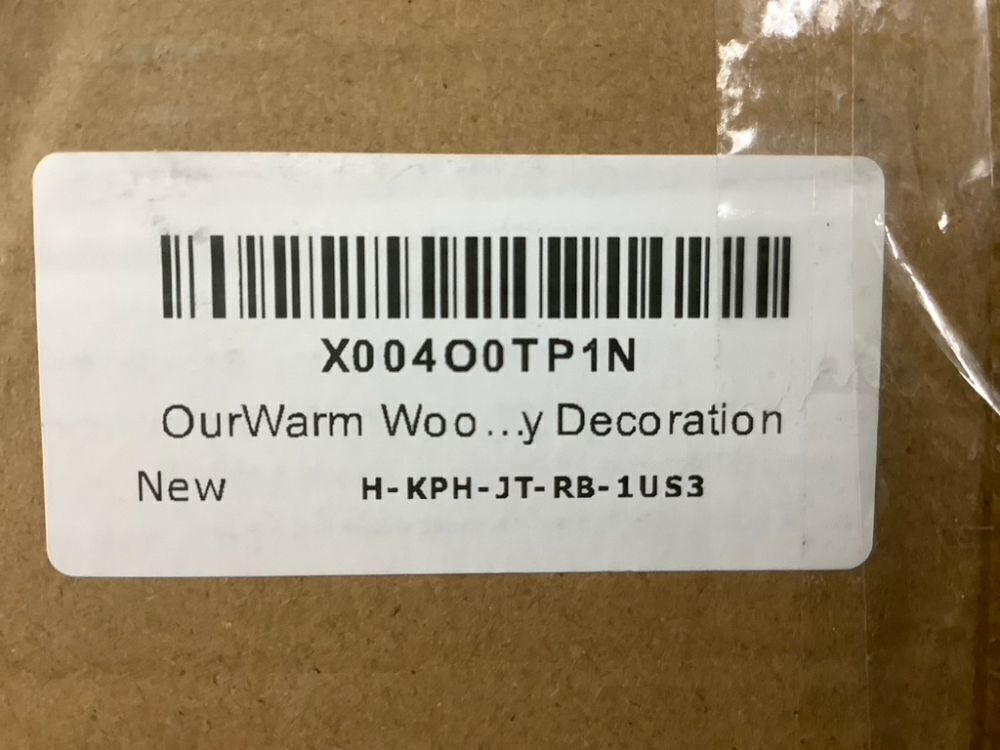 X004O0TP1N
OurWarm Woo...y Decoration
New H-KPH-JT-RB-1US3